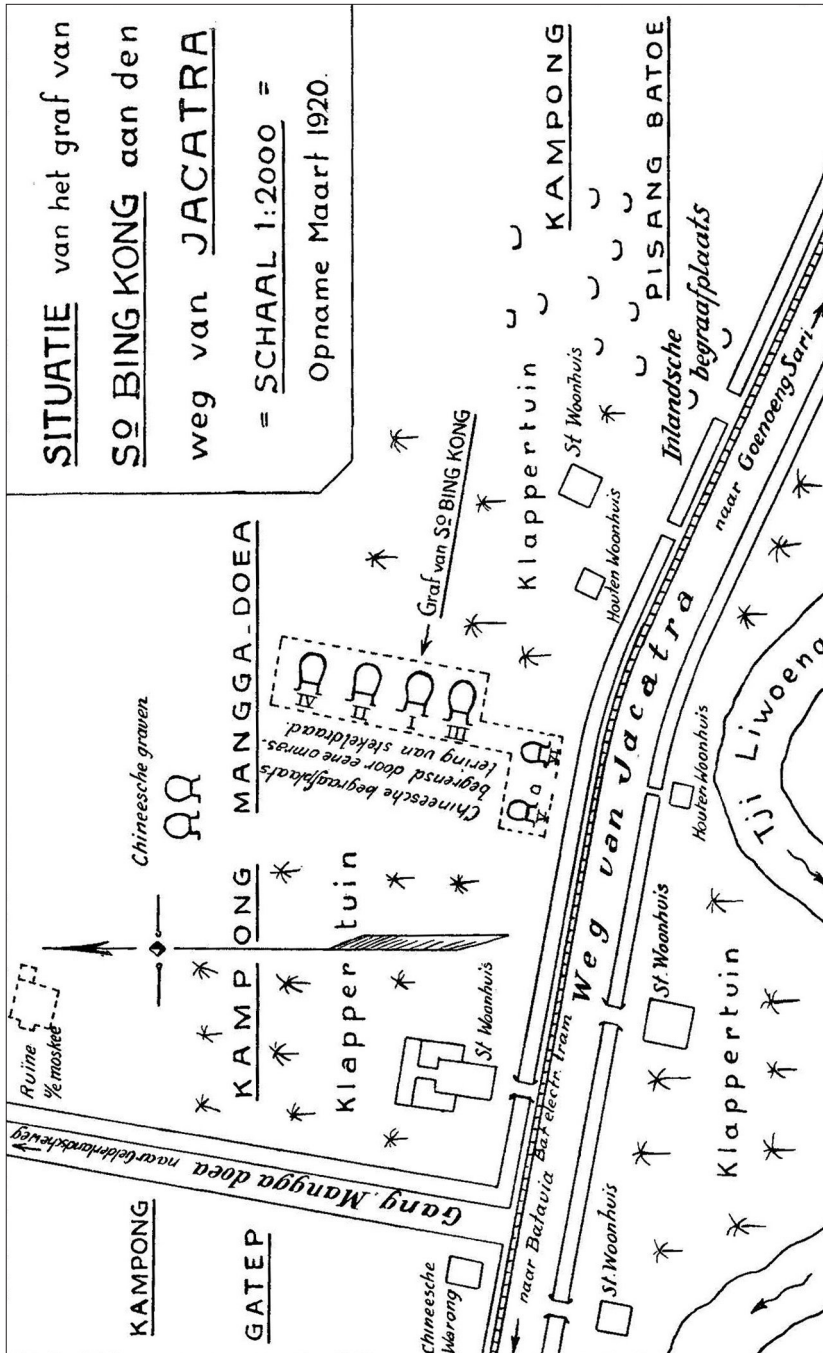 SITUATIE van het graf van
So BING KONG aan den
weg van JACATRA
= SCHAAL 1:2000 =
Opname Maart 1920.
Ruïne
v/e moskee
Chineesche graven
KAMPONG
MANGGA-DOEA
KAMPONG
GATEP
Gang Mangga doea naar Gelderlandscheweg
Klappertuin
St Woonhuis
Chineesche begraafplaats
begrensd door eene omras-
tering van stekeldraad.
IV
II
I
III
V
VI
Graf van So BING KONG
Klappertuin
St Woonhuis
Houten Woonhuis
KAMPONG
PISANG BATOE
Inlandsche
begraafplaats
Chineesche
Warong
naar Batavia
Bat. electr. tram
Weg van Jacatra
naar Goenoeng Sari
St. Woonhuis
St. Woonhuis
Houten Woonhuis
Klappertuin
Tji Liwoeng